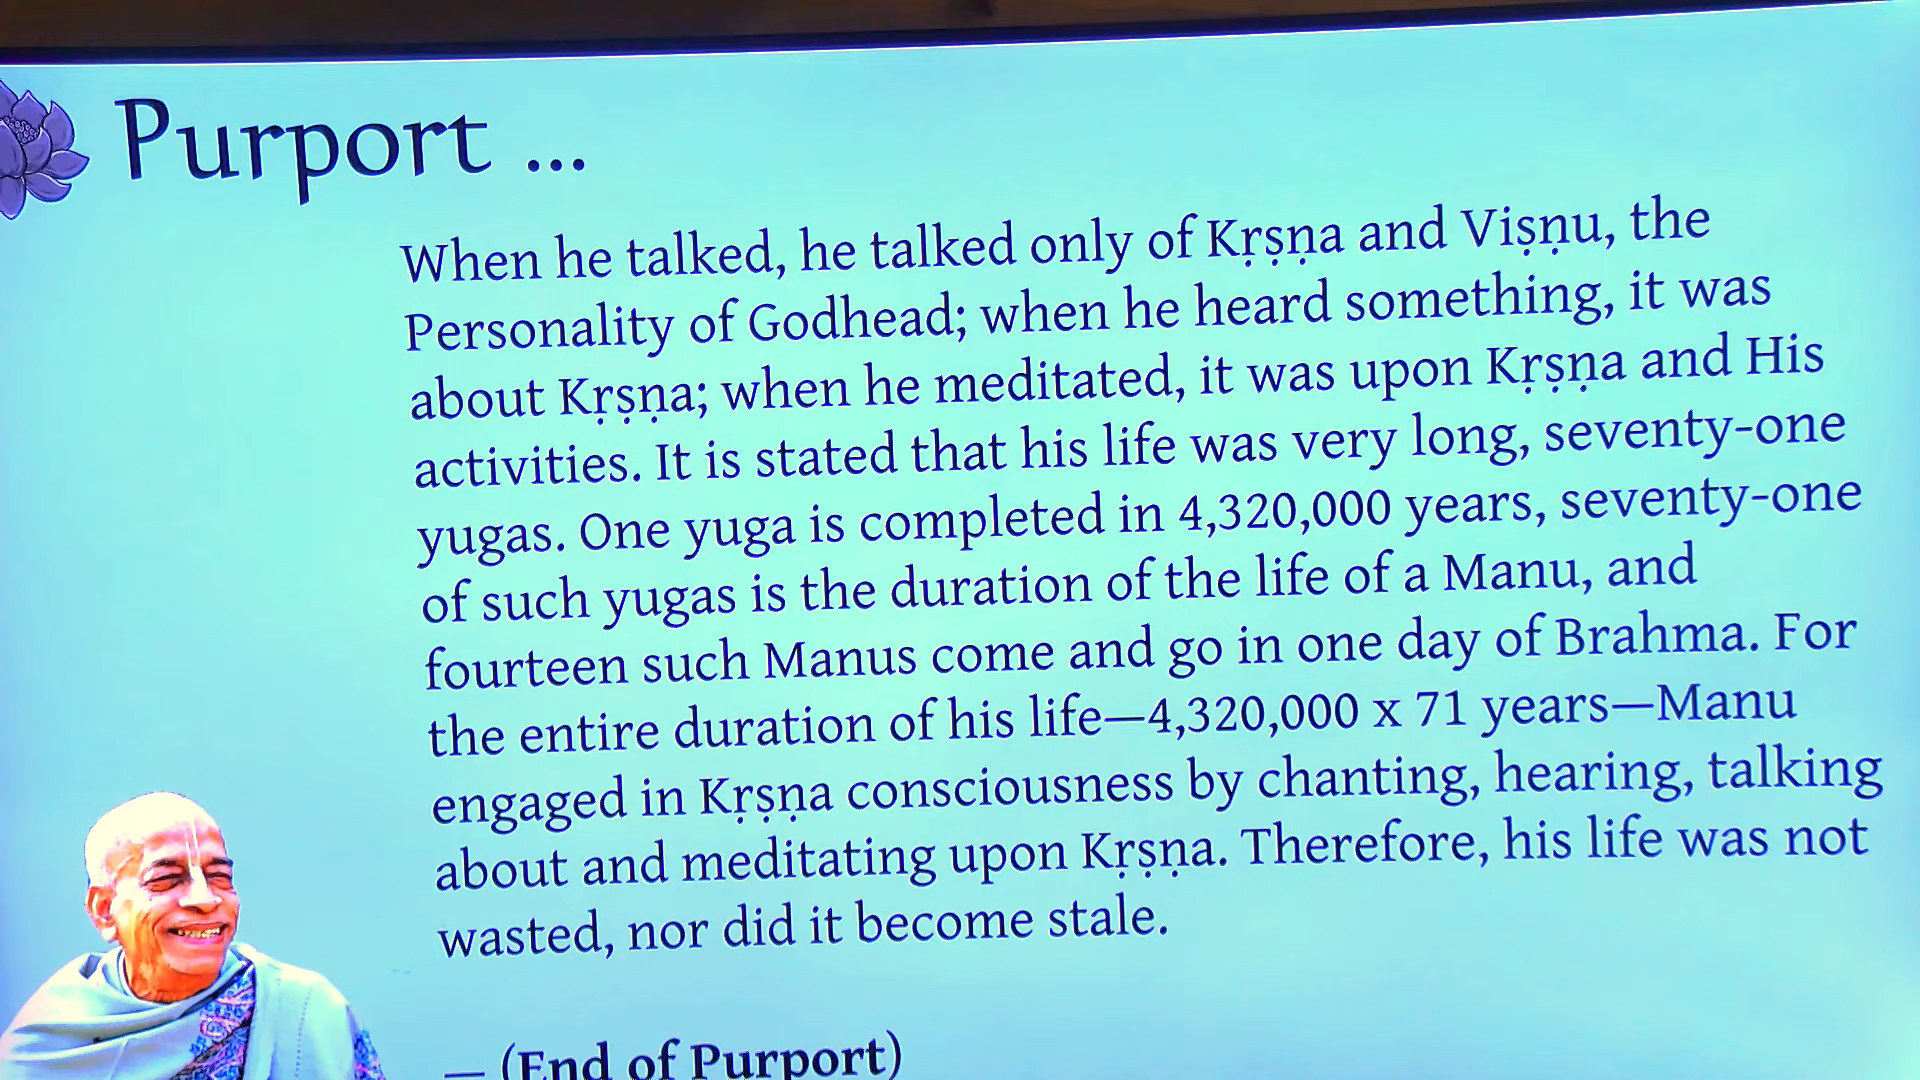 Purport ...
When he talked, he talked only of Kṛṣṇa and Viṣṇu, the
Personality of Godhead; when he heard something, it was
about Kṛṣṇa; when he meditated, it was upon Kṛṣṇa and His
activities. It is stated that his life was very long, seventy-one
yugas. One yuga is completed in 4,320,000 years, seventy-one
of such yugas is the duration of the life of a Manu, and
fourteen such Manus come and go in one day of Brahma. For
the entire duration of his life—4,320,000 x 71 years—Manu
engaged in Kṛṣṇa consciousness by chanting, hearing, talking
about and meditating upon Kṛṣṇa. Therefore, his life was not
wasted, nor did it become stale.
— (End of Purport)